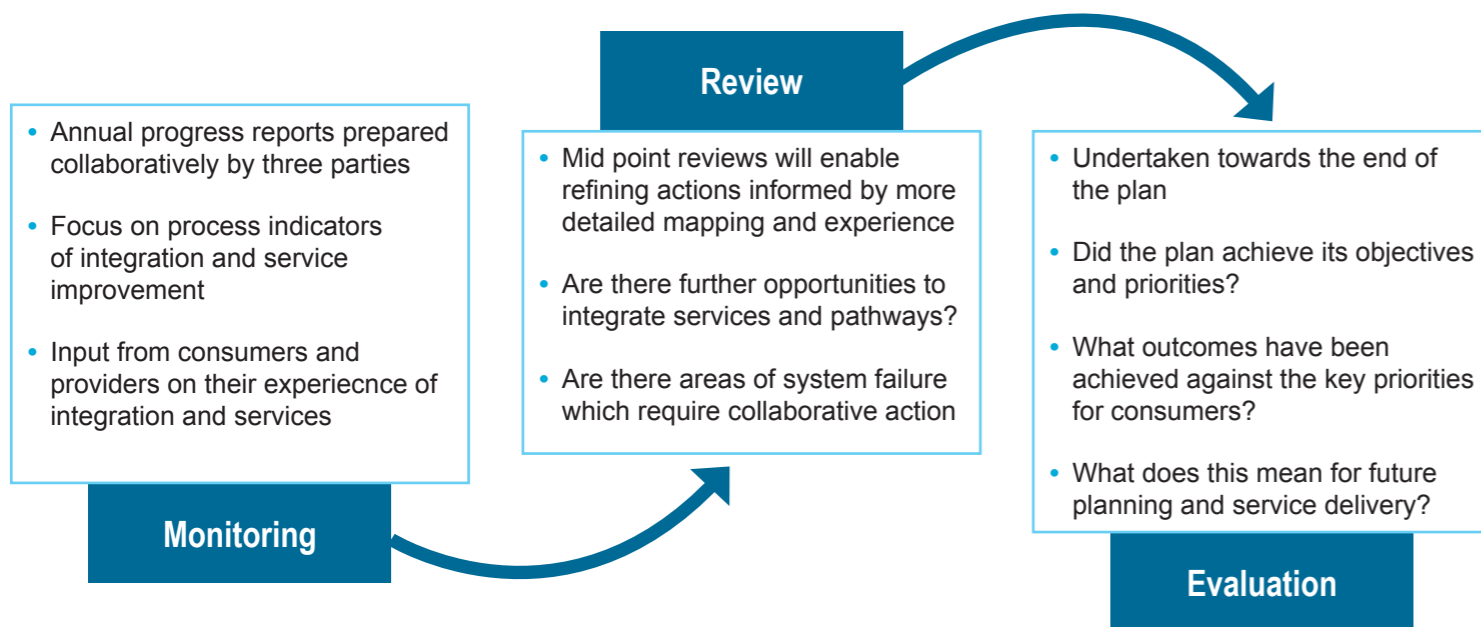 • Annual progress reports prepared
collaboratively by three parties
• Focus on process indicators
of integration and service
improvement
• Input from consumers and
providers on their experiecnce of
integration and services
Monitoring
Review
• Mid point reviews will enable
refining actions informed by more
detailed mapping and experience
• Are there further opportunities to
integrate services and pathways?
• Are there areas of system failure
which require collaborative action
• Undertaken towards the end of
the plan
• Did the plan achieve its objectives
and priorities?
• What outcomes have been
achieved against the key priorities
for consumers?
• What does this mean for future
planning and service delivery?
Evaluation